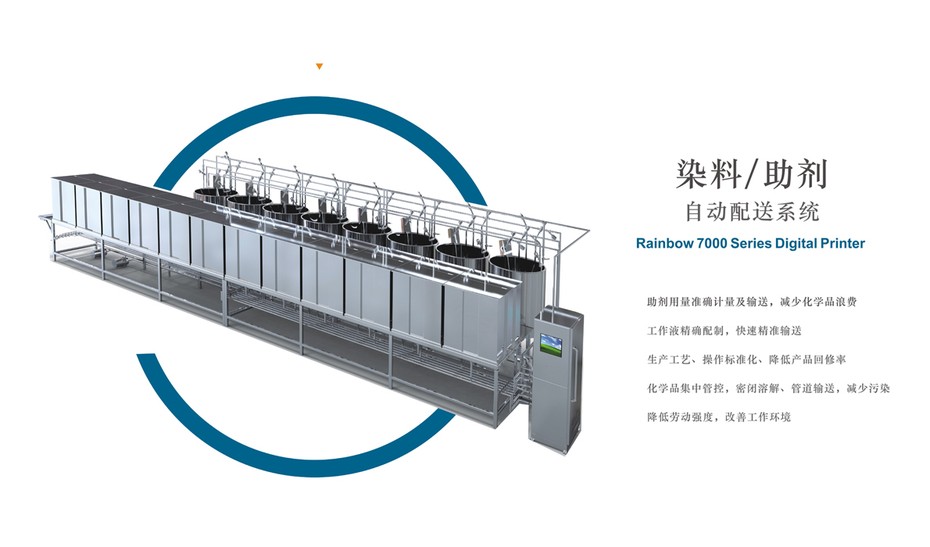 染料/助剂
自动配送系统
Rainbow 7000 Series Digital Printer
助剂用量准确计量及输送，减少化学品浪费
工作液精确配制，快速精准输送
生产工艺、操作标准化、降低产品回修率
化学品集中管控，密闭溶解、管道输送，减少污染
降低劳动强度，改善工作环境